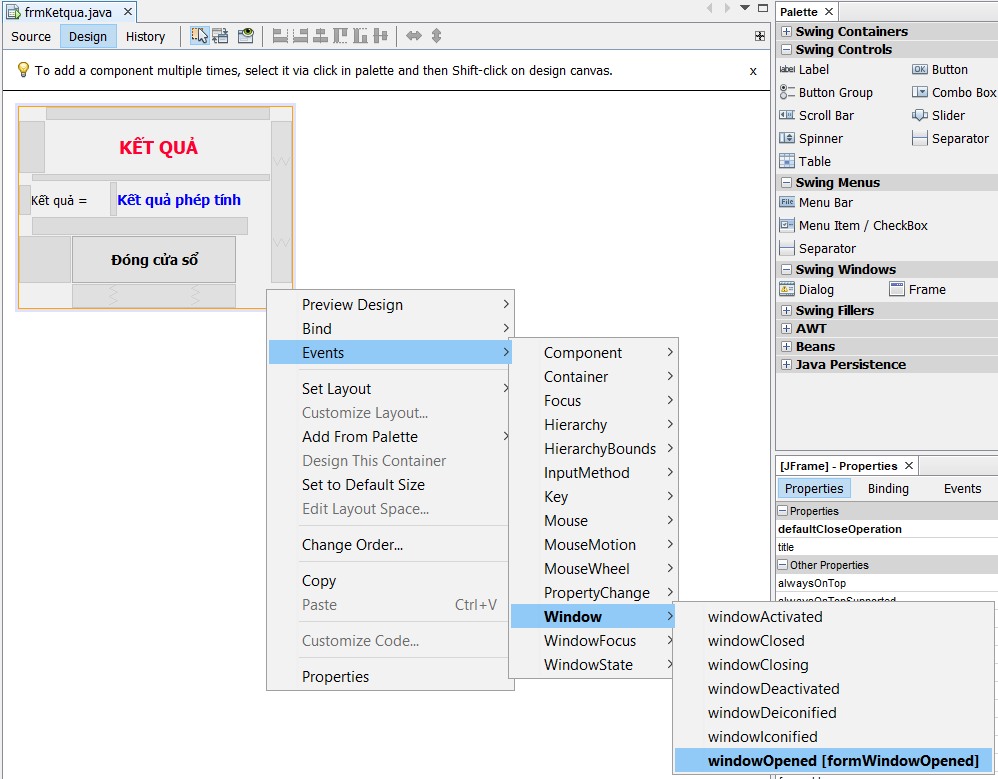 frmKetqua.java
Source Design History
To add a component multiple times, select it via click in palette and then Shift-click on design canvas. x
KẾT QUẢ
Kết quả = Kết quả phép tính
Đóng cửa sổ
Preview Design
Bind
Events
Set Layout
Customize Layout...
Add From Palette
Design This Container
Set to Default Size
Edit Layout Space...
Change Order...
Copy
Paste Ctrl+V
Customize Code...
Properties
Component
Container
Focus
Hierarchy
HierarchyBounds
InputMethod
Key
Mouse
MouseMotion
MouseWheel
PropertyChange
Window
WindowFocus
WindowState
windowActivated
windowClosed
windowClosing
windowDeactivated
windowDeiconified
windowIconified
windowOpened [formWindowOpened]
Palette
Swing Containers
Swing Controls
label Label OK Button
Button Group Combo Box
Scroll Bar Slider
Spinner Separator
Table
Swing Menus
File Menu Bar
Menu Item / CheckBox
Separator
Swing Windows
Dialog Frame
Swing Fillers
AWT
Beans
Java Persistence
[JFrame] - Properties
Properties Binding Events
Properties
defaultCloseOperation
title
Other Properties
alwaysOnTop
alwaysOnTopSupported